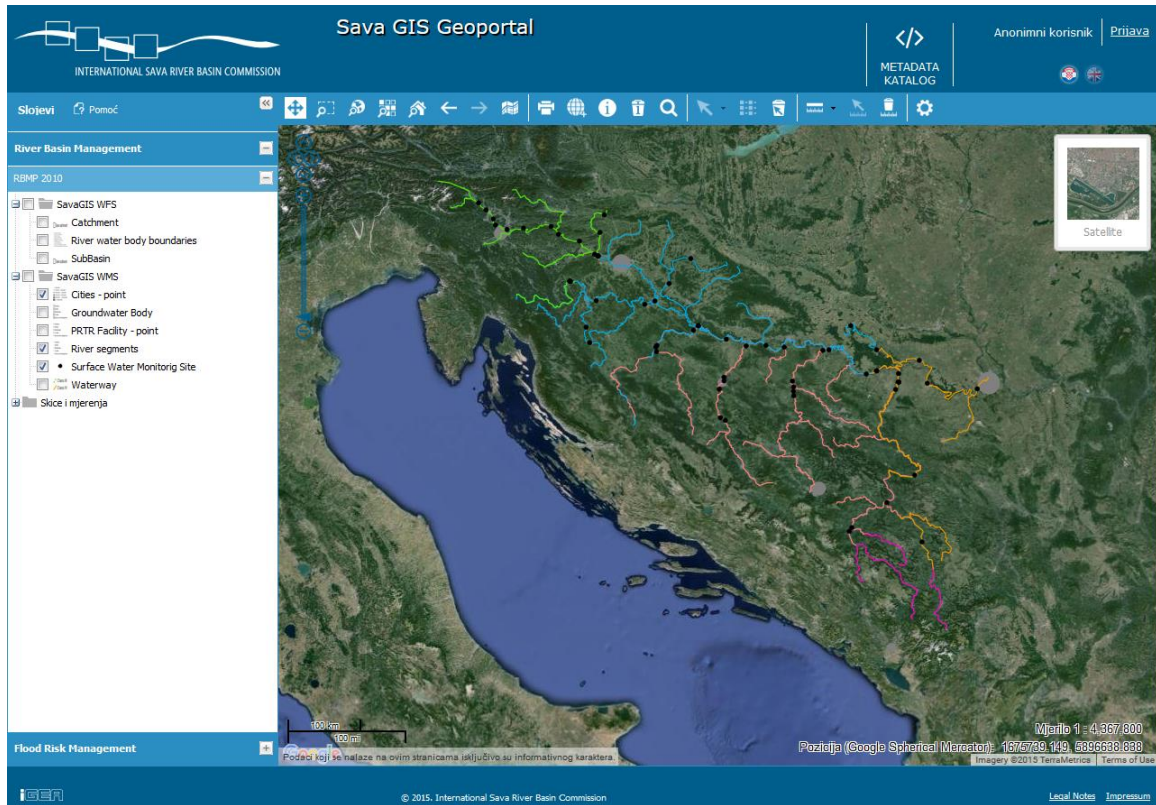 Sava GIS Geoportal
INTERNATIONAL SAVA RIVER BASIN COMMISSION
</>
METADATA
KATALOG
Anonimni korisnik
Prijava
Slojevi
Pomoć
River Basin Management
RBMP 2010
SavaGIS WFS
Catchment
River water body boundaries
SubBasin
SavaGIS WMS
Cities - point
Groundwater Body
PRTR Facility - point
River segments
Surface Water Monitorig Site
Waterway
Skice i mjerenja
Satellite
100 km
100 mi
Google
Podaci koji se nalaze na ovim stranicama isključivo su informativnog karaktera.
Mjerilo 1 : 4,367,800
Pozicija (Google Spherical Mercator): 1675739.149, 5896638.838
Imagery ©2015 TerraMetrics
Terms of Use
Flood Risk Management
iGEA
© 2015. International Sava River Basin Commission
Legal Notes
Impressum